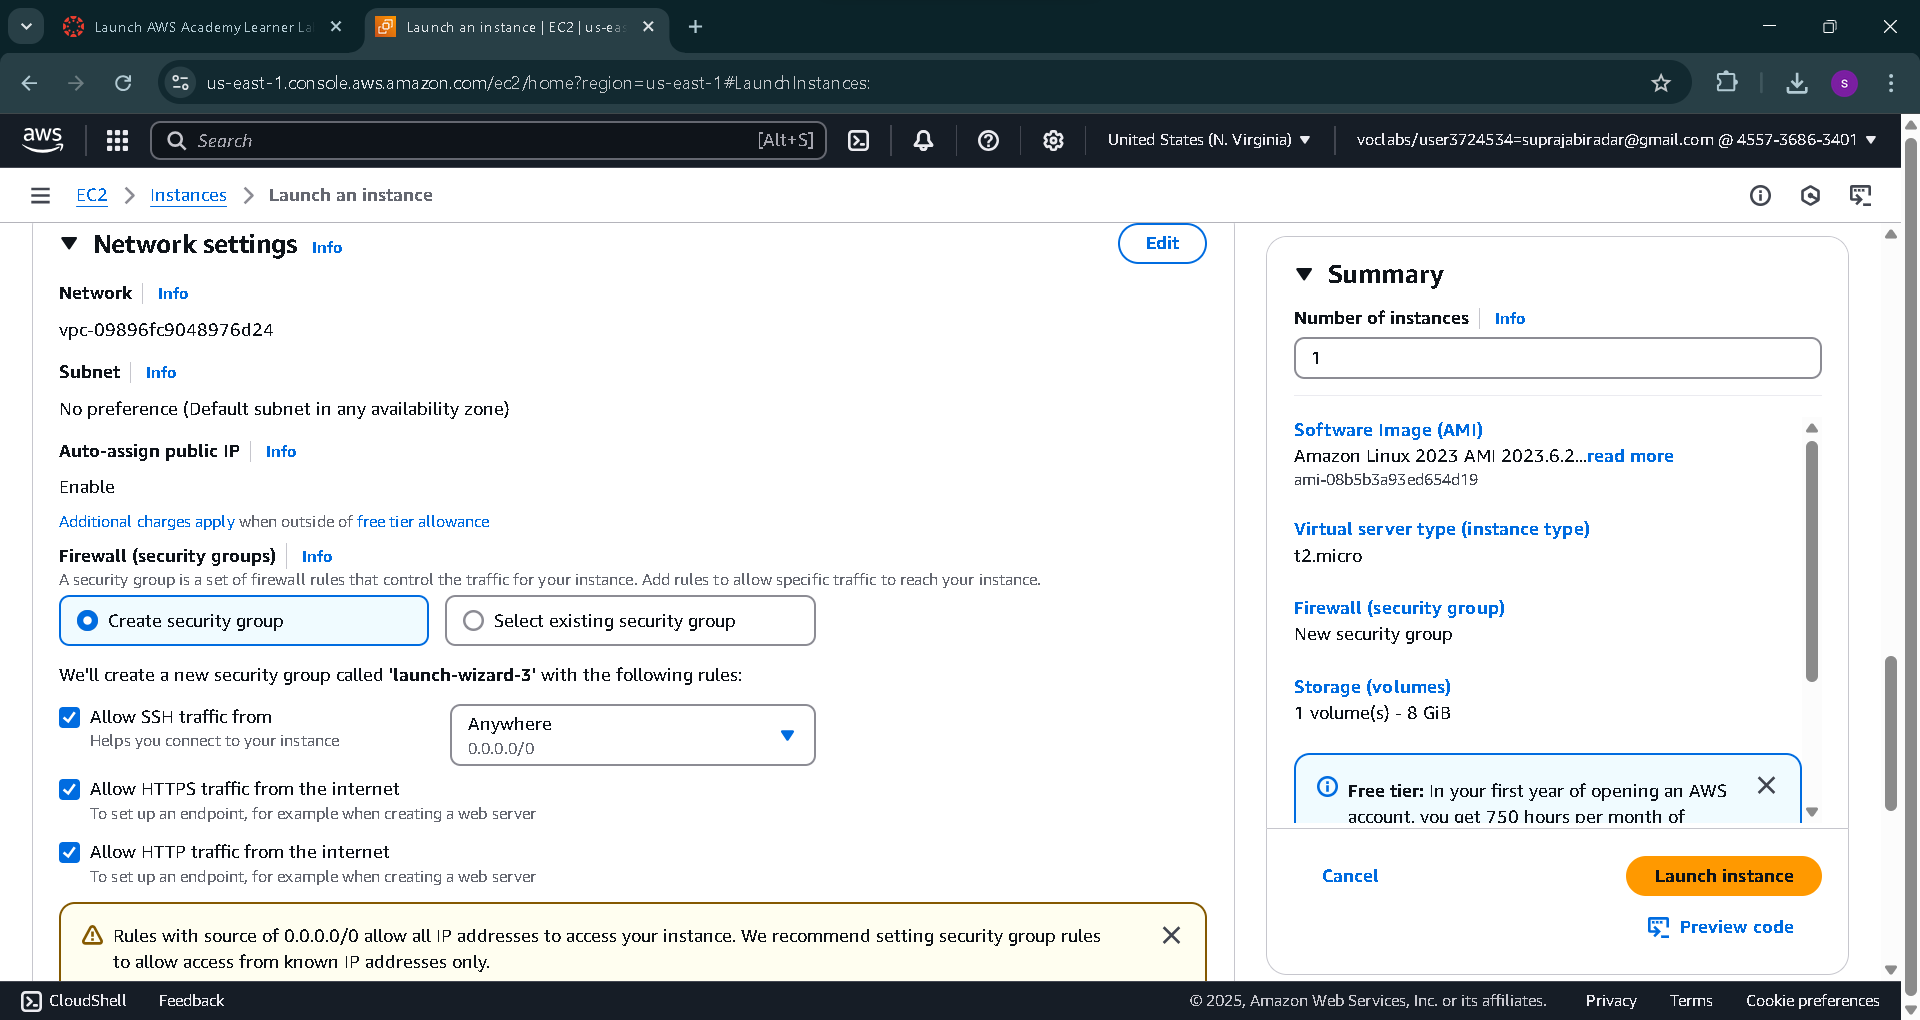 Launch AWS Academy Learner La
Launch an instance | EC2 | us-eas
us-east-1.console.aws.amazon.com/ec2/home?region=us-east-1#LaunchInstances:
S
aws
Search
[Alt+S]
United States (N. Virginia)
voclabs/user3724534=suprajabiradar@gmail.com @ 4557-3686-3401
EC2
Instances
Launch an instance
Network settings Info
Edit
Network Info
vpc-09896fc9048976d24
Subnet Info
No preference (Default subnet in any availability zone)
Auto-assign public IP Info
Enable
Additional charges apply when outside of free tier allowance
Firewall (security groups) Info
A security group is a set of firewall rules that control the traffic for your instance. Add rules to allow specific traffic to reach your instance.
Create security group
Select existing security group
We'll create a new security group called 'launch-wizard-3' with the following rules:
Allow SSH traffic from
Helps you connect to your instance
Anywhere
0.0.0.0/0
Allow HTTPS traffic from the internet
To set up an endpoint, for example when creating a web server
Allow HTTP traffic from the internet
To set up an endpoint, for example when creating a web server
Rules with source of 0.0.0.0/0 allow all IP addresses to access your instance. We recommend setting security group rules
to allow access from known IP addresses only.
Summary
Number of instances Info
1
Software Image (AMI)
Amazon Linux 2023 AMI 2023.6.2...read more
ami-08b5b3a93ed654d19
Virtual server type (instance type)
t2.micro
Firewall (security group)
New security group
Storage (volumes)
1 volume(s) - 8 GiB
Free tier: In your first year of opening an AWS
account, you get 750 hours per month of
Cancel
Launch instance
Preview code
CloudShell
Feedback
© 2025, Amazon Web Services, Inc. or its affiliates.
Privacy
Terms
Cookie preferences